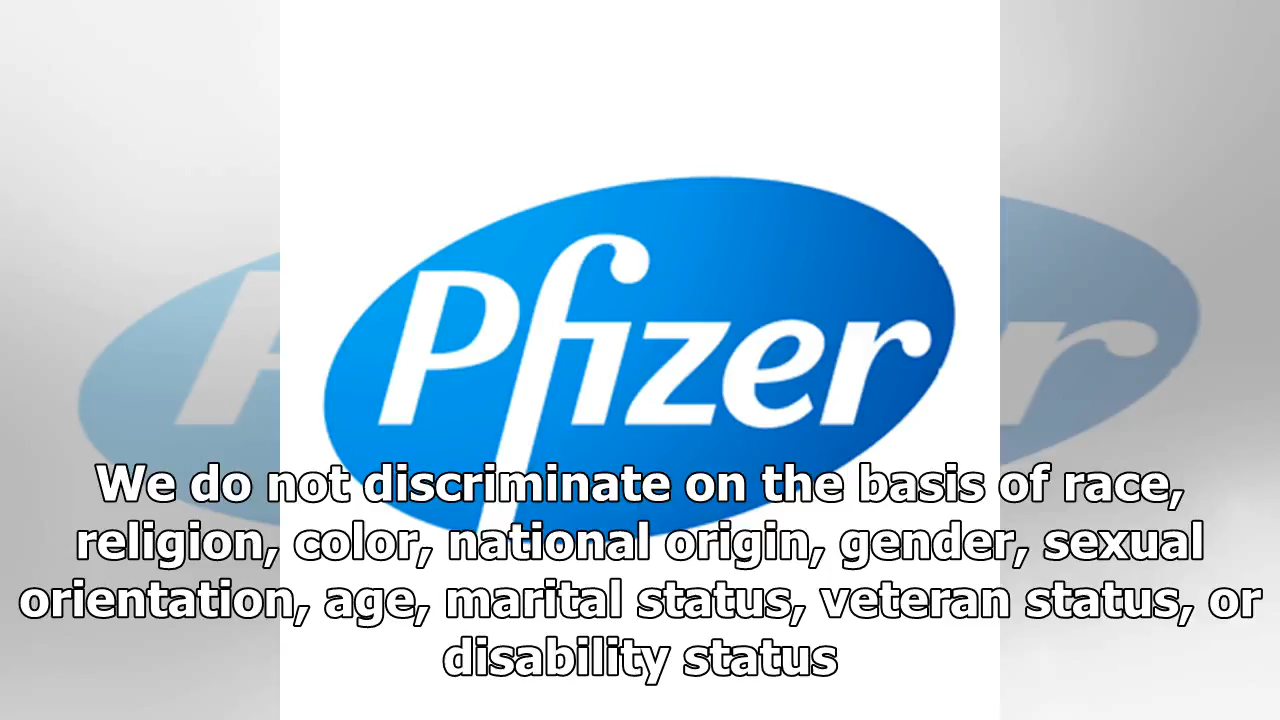 Pfizer
We do not discriminate on the basis of race,
religion, color, national origin, gender, sexual
orientation, age, marital status, veteran status, or
disability status